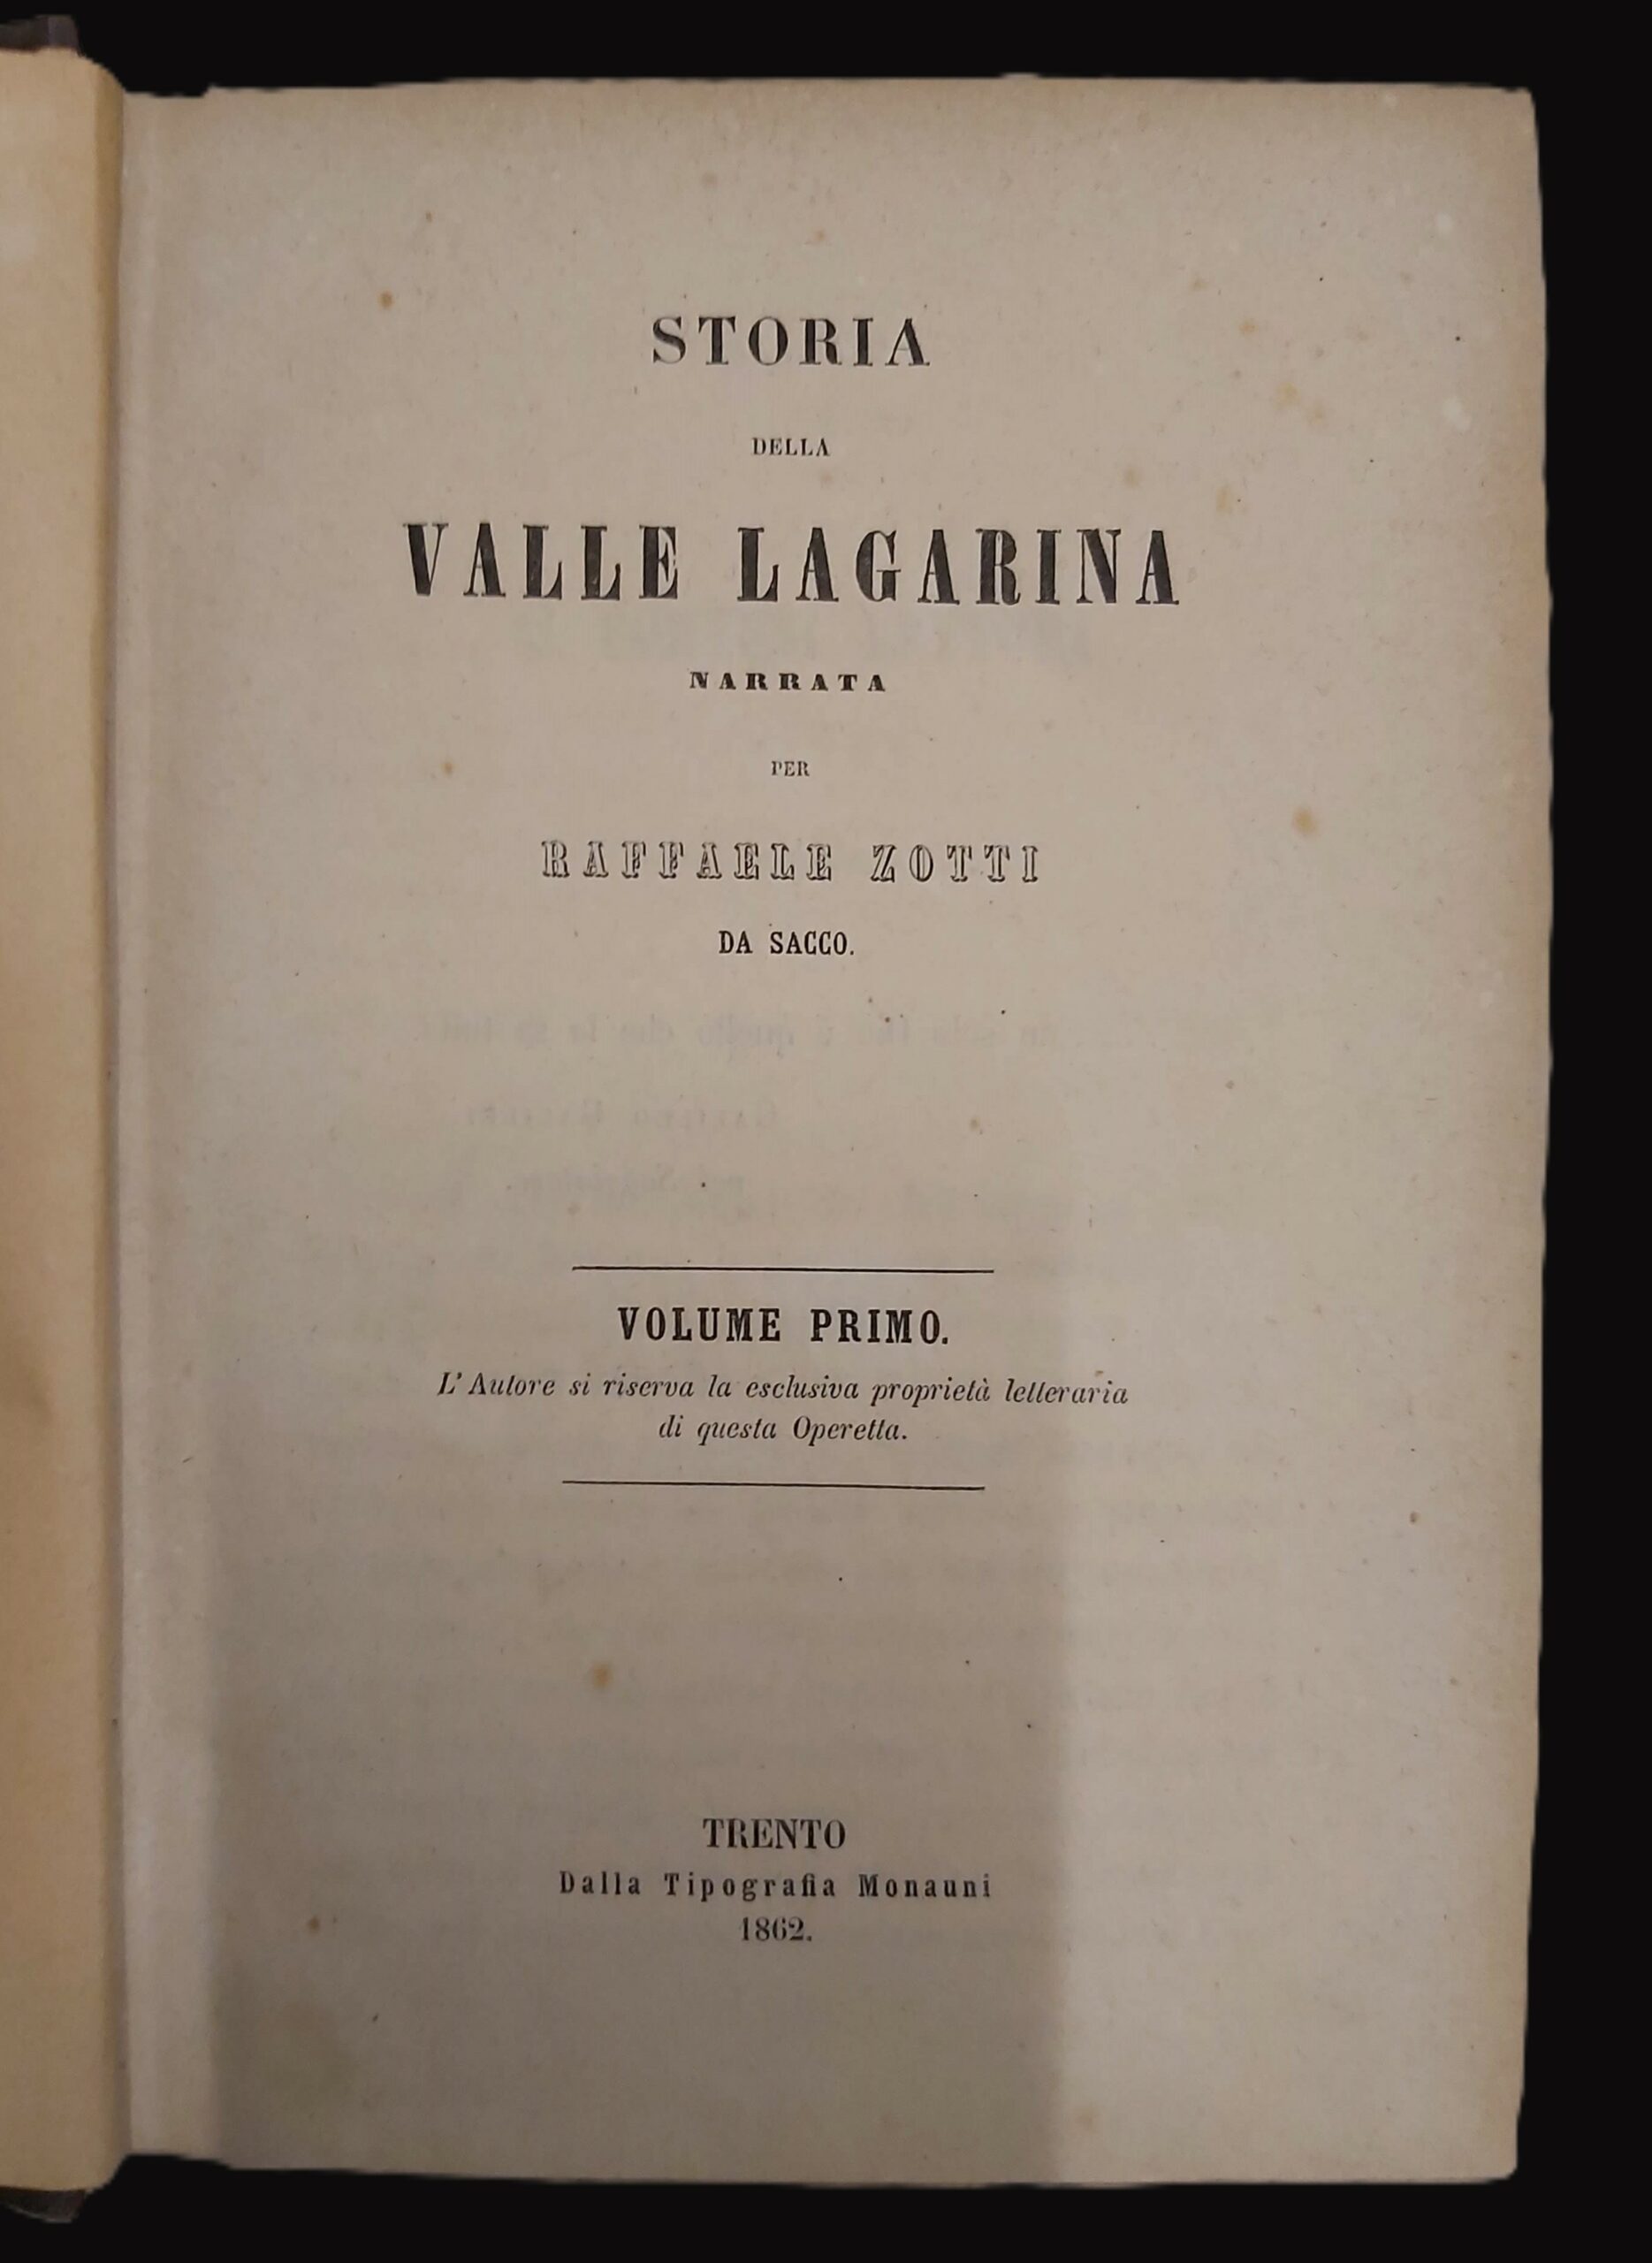 STORIA
DELLA
VALLE LAGARINA
NARRATA
PER
RAFFAELE ZOTTI
DA SACCO.
VOLUME PRIMO.
L' Autore si riserva la esclusiva proprietà letteraria
di questa Operetta.
TRENTO
Dalla Tipografia Monauni
1862.